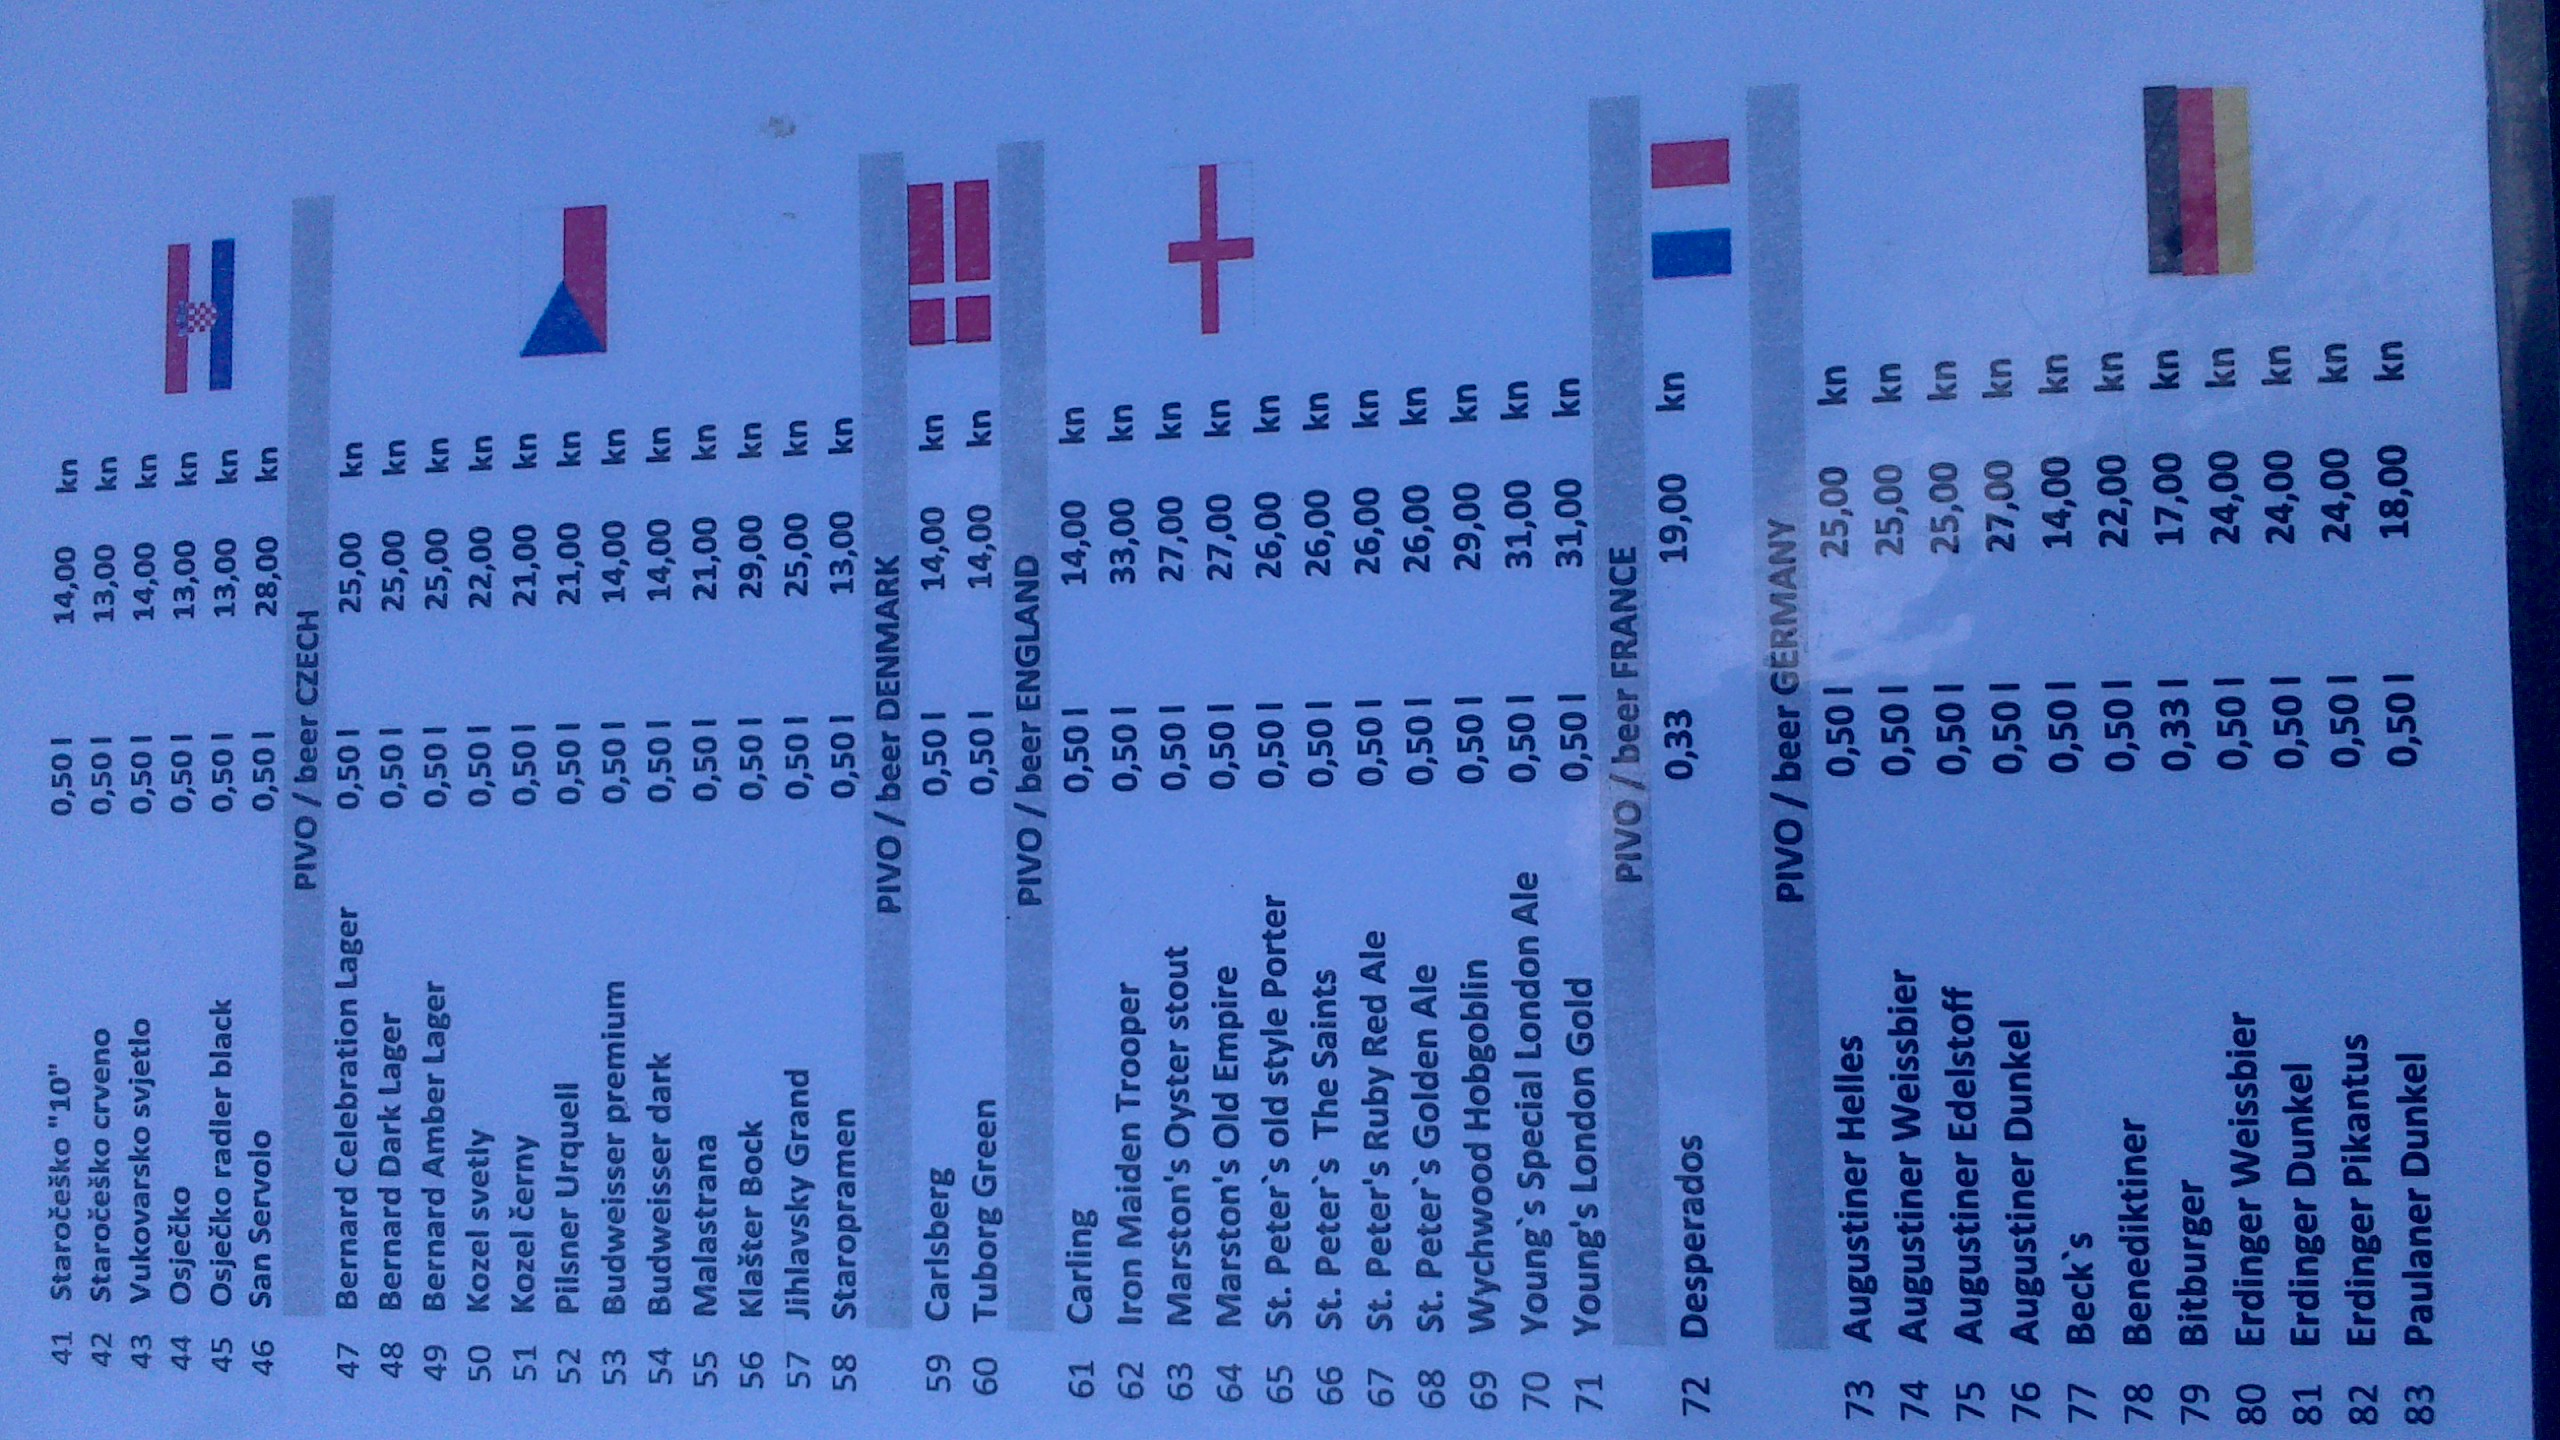 41 Staročeško "10" 0,50 l 14,00 kn
42 Staročeško crveno 0,50 l 13,00 kn
43 Vukovarsko svjetlo 0,50 l 14,00 kn
44 Osječko 0,50 l 13,00 kn
45 Osječko radler black 0,50 l 13,00 kn
46 San Servolo 0,50 l 28,00 kn
PIVO / beer CZECH
47 Bernard Celebration Lager 0,50 l 25,00 kn
48 Bernard Dark Lager 0,50 l 25,00 kn
49 Bernard Amber Lager 0,50 l 25,00 kn
50 Kozel svetly 0,50 l 22,00 kn
51 Kozel černy 0,50 l 21,00 kn
52 Pilsner Urquell 0,50 l 21,00 kn
53 Budweisser premium 0,50 l 14,00 kn
54 Budweisser dark 0,50 l 14,00 kn
55 Malastrana 0,50 l 21,00 kn
56 Klašter Bock 0,50 l 29,00 kn
57 Jihlavsky Grand 0,50 l 25,00 kn
58 Staropramen 0,50 l 13,00 kn
PIVO / beer DENMARK
59 Carlsberg 0,50 l 14,00 kn
60 Tuborg Green 0,50 l 14,00 kn
PIVO / beer ENGLAND
61 Carling 0,50 l 14,00 kn
62 Iron Maiden Trooper 0,50 l 33,00 kn
63 Marston's Oyster stout 0,50 l 27,00 kn
64 Marston's Old Empire 0,50 l 27,00 kn
65 St. Peter`s old style Porter 0,50 l 26,00 kn
66 St. Peter`s The Saints 0,50 l 26,00 kn
67 St. Peter's Ruby Red Ale 0,50 l 26,00 kn
68 St. Peter`s Golden Ale 0,50 l 26,00 kn
69 Wychwood Hobgoblin 0,50 l 29,00 kn
70 Young`s Special London Ale 0,50 l 31,00 kn
71 Young's London Gold 0,50 l 31,00 kn
PIVO / beer FRANCE
72 Desperados 0,33 19,00 kn
PIVO / beer GERMANY
73 Augustiner Helles 0,50 l 25,00 kn
74 Augustiner Weissbier 0,50 l 25,00 kn
75 Augustiner Edelstoff 0,50 l 25,00 kn
76 Augustiner Dunkel 0,50 l 27,00 kn
77 Beck`s 0,50 l 14,00 kn
78 Benediktiner 0,50 l 22,00 kn
79 Bitburger 0,33 l 17,00 kn
80 Erdinger Weissbier 0,50 l 24,00 kn
81 Erdinger Dunkel 0,50 l 24,00 kn
82 Erdinger Pikantus 0,50 l 24,00 kn
83 Paulaner Dunkel 0,50 l 18,00 kn